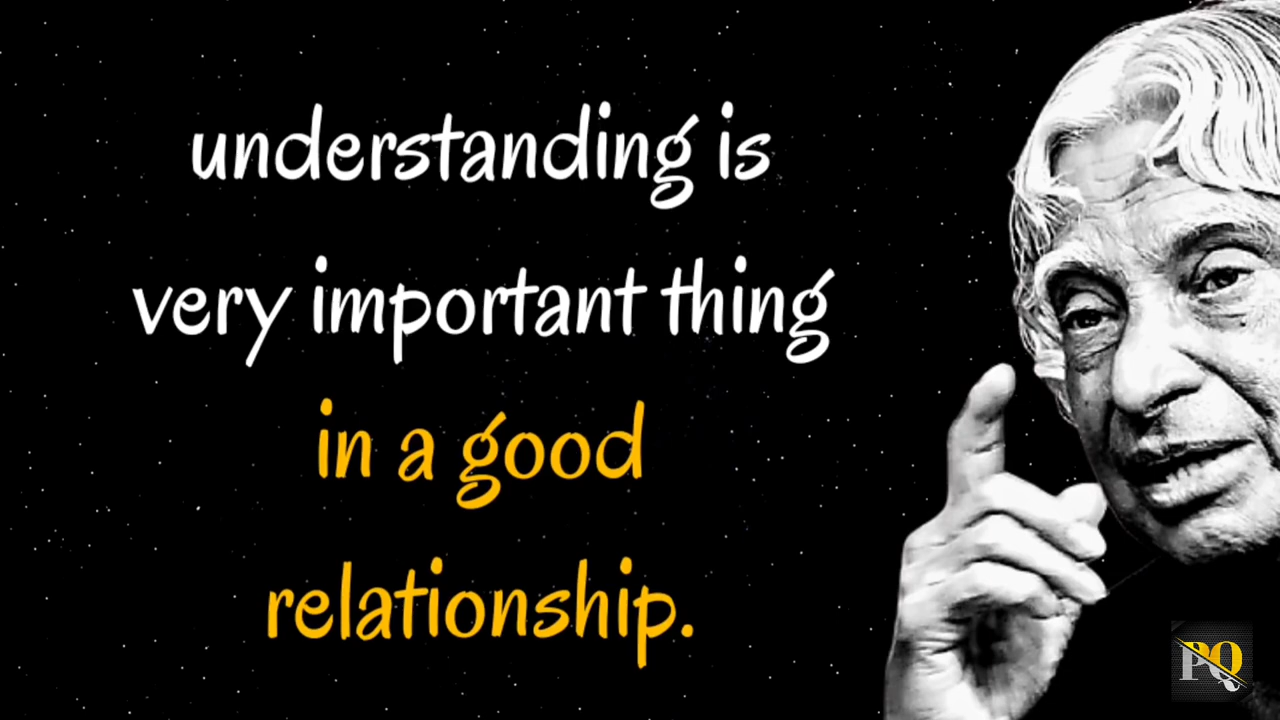 understanding is
very important thing
in a good
relationship.
PQ